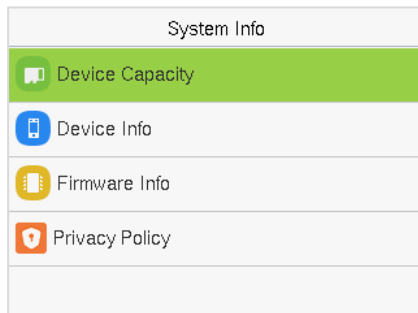 System Info
Device Capacity
Device Info
Firmware Info
Privacy Policy